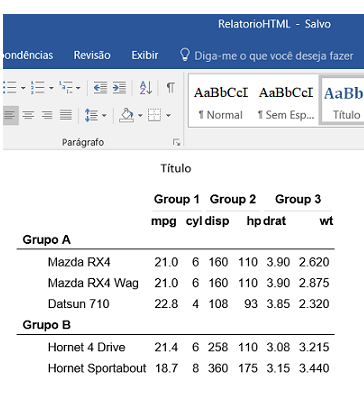 RelatorioHTML - Salvo
pondências Revisão Exibir Diga-me o que você deseja fazer
AaBbCcI AaBbCcI AaBb
¶ Normal ¶ Sem Esp... Título
Parágrafo
Título
Group 1 Group 2 Group 3
mpg cyl disp hp drat wt
Grupo A
Mazda RX4 21.0 6 160 110 3.90 2.620
Mazda RX4 Wag 21.0 6 160 110 3.90 2.875
Datsun 710 22.8 4 108 93 3.85 2.320
Grupo B
Hornet 4 Drive 21.4 6 258 110 3.08 3.215
Hornet Sportabout 18.7 8 360 175 3.15 3.440